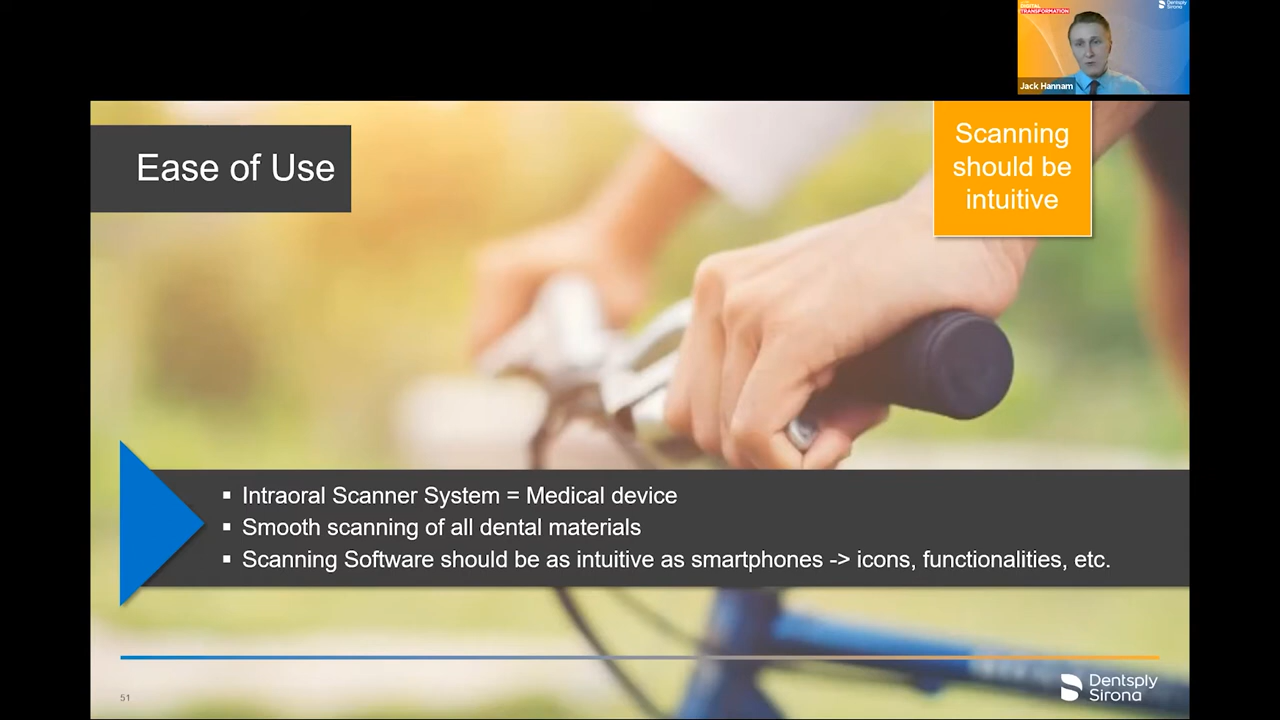 DIGITAL
TRANSFORMATION
Dentsply
Sirona
Jack Hannam
Ease of Use
Scanning
should be
intuitive
▪ Intraoral Scanner System = Medical device
▪ Smooth scanning of all dental materials
▪ Scanning Software should be as intuitive as smartphones -> icons, functionalities, etc.
51
Dentsply
Sirona